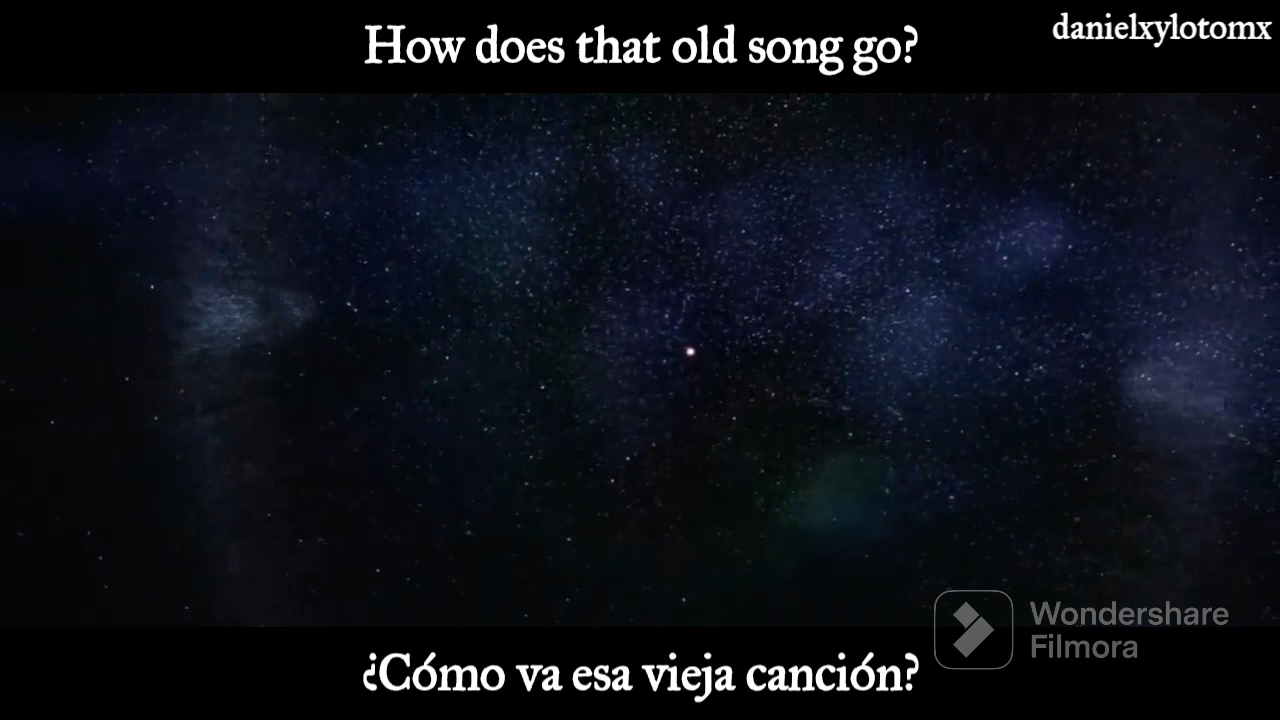 How does that old song go?
danielxylotomx
Wondershare
Filmora
¿Cómo va esa vieja canción?